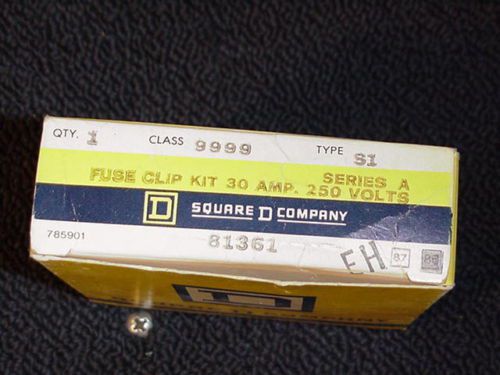 QTY. 1 CLASS 9999 TYPE S1
SERIES A
FUSE CLIP KIT 30 AMP. 250 VOLTS
D SQUARE D COMPANY
785901 81361 EH 87 88